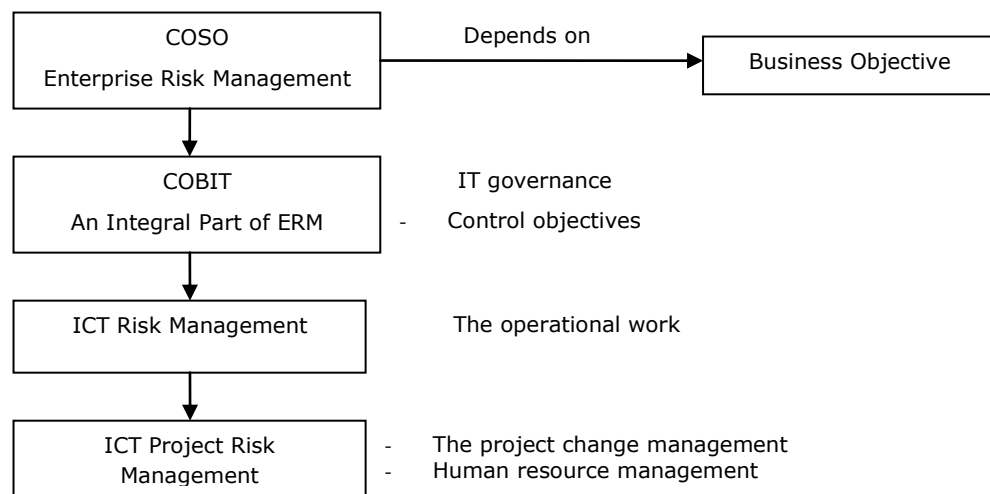 COSO
Enterprise Risk Management
Depends on
Business Objective
COBIT
An Integral Part of ERM
IT governance
- Control objectives
ICT Risk Management
The operational work
ICT Project Risk
Management
- The project change management
- Human resource management